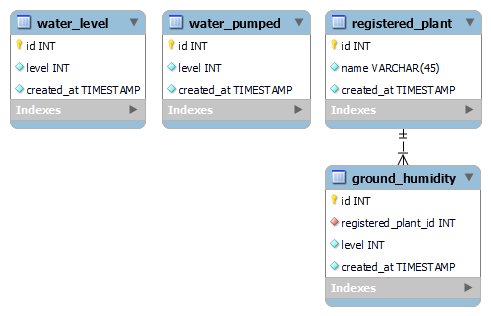 water_level
id INT
level INT
created_at TIMESTAMP
Indexes
water_pumped
id INT
level INT
created_at TIMESTAMP
Indexes
registered_plant
id INT
name VARCHAR(45)
created_at TIMESTAMP
Indexes
ground_humidity
id INT
registered_plant_id INT
level INT
created_at TIMESTAMP
Indexes